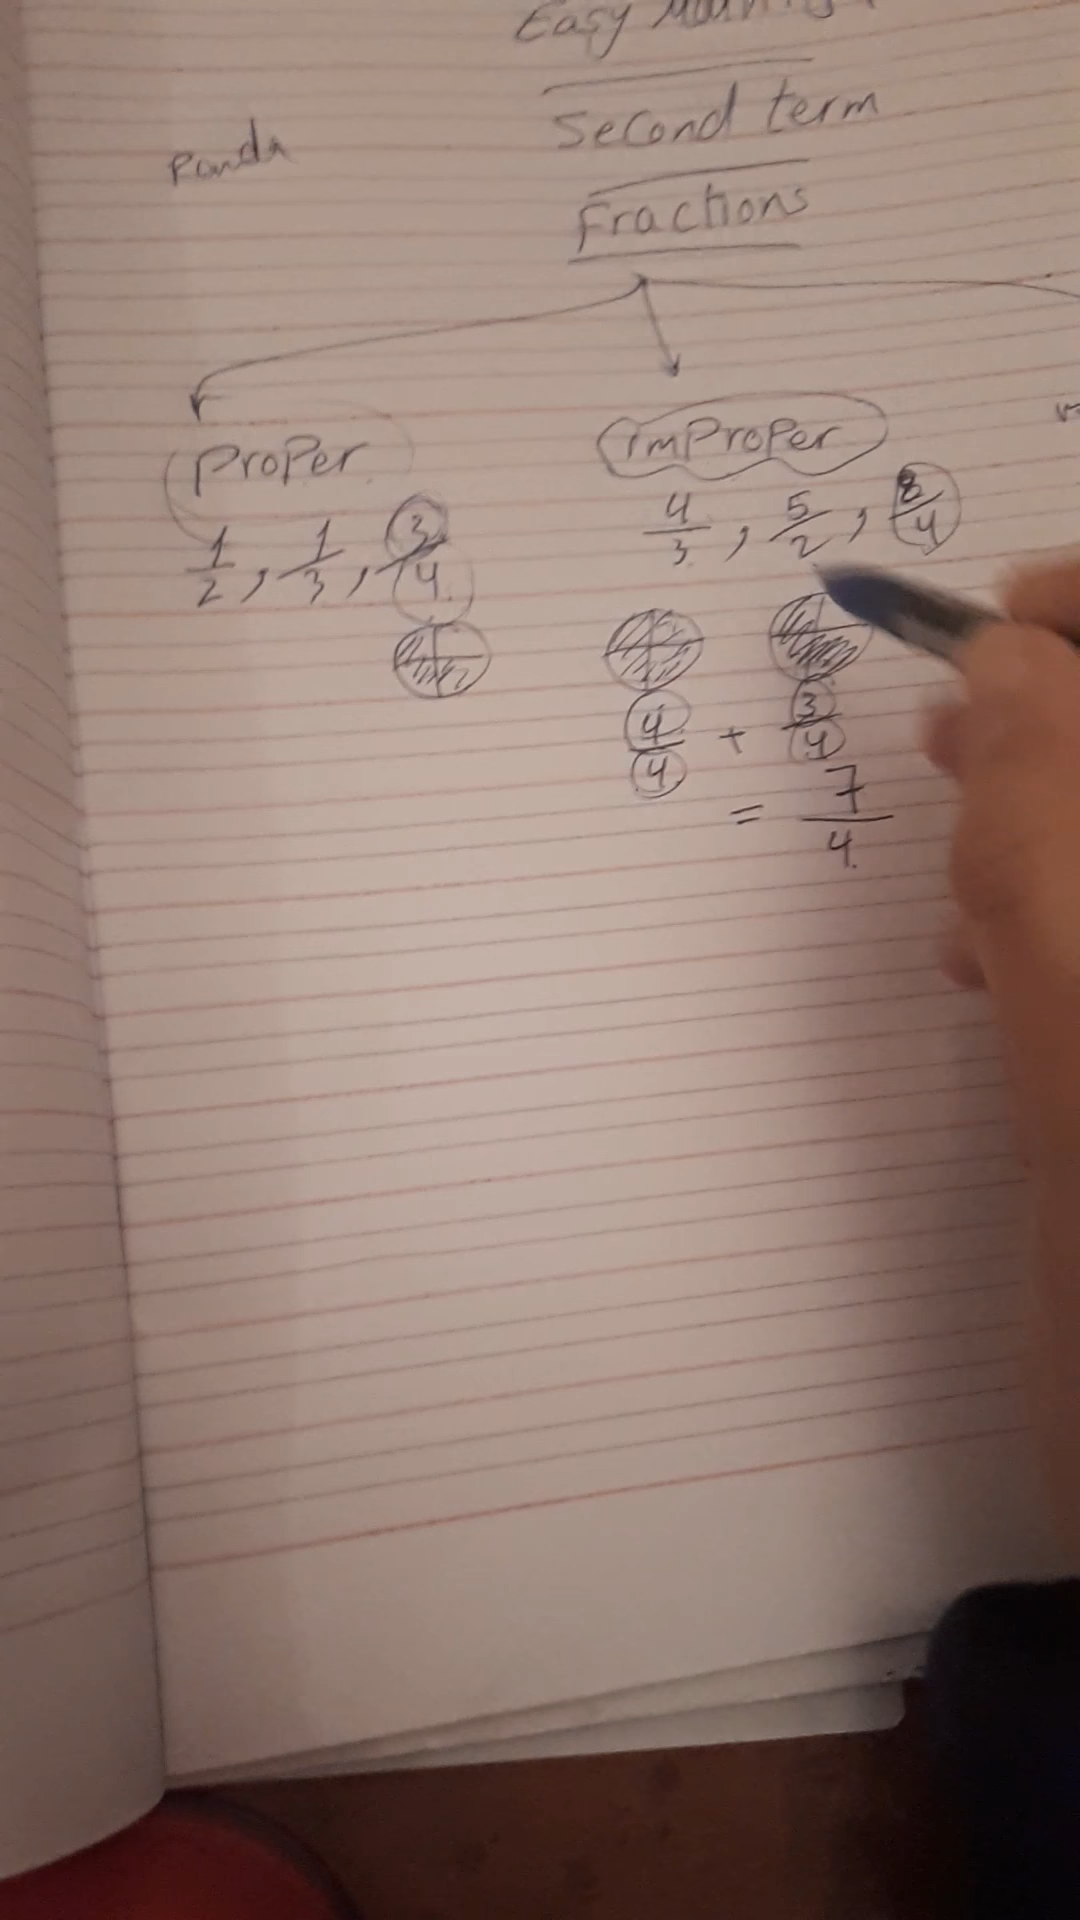 Easy
Second term
Panda
Fractions
Proper
improper
1/2 , 1/3 , 3/4
4/3 , 5/2 , 8/4
4/4 + 3/4
= 7/4